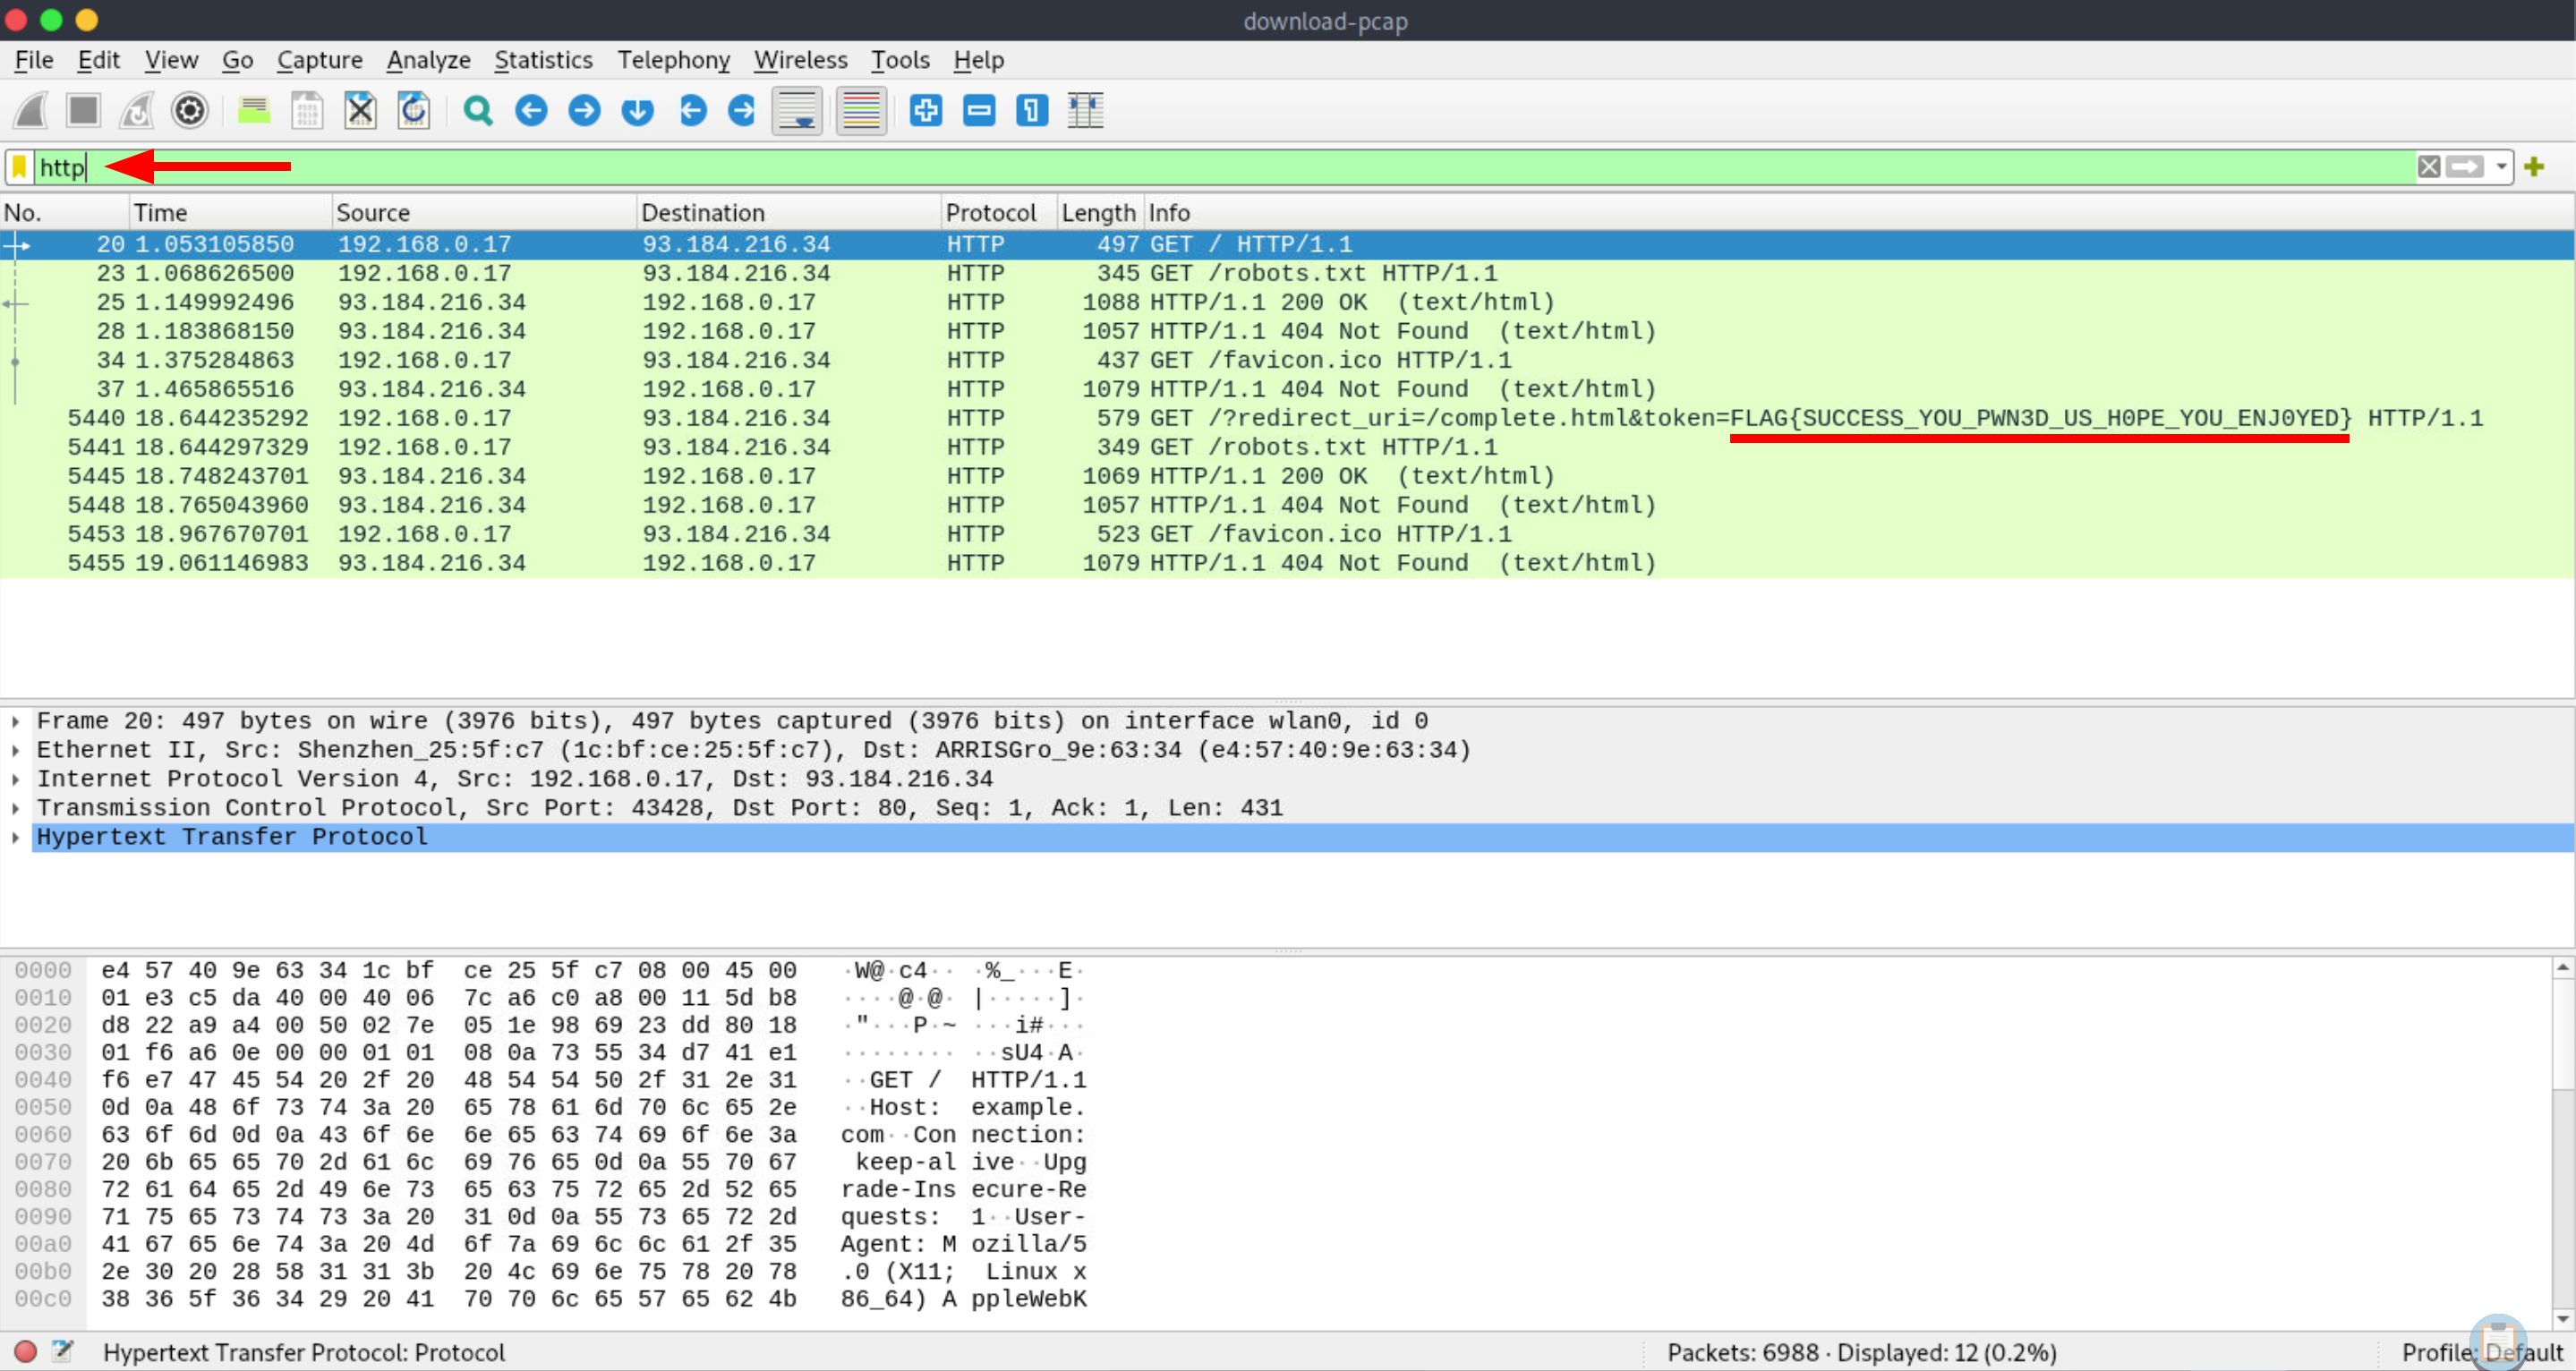 download-pcap
File Edit View Go Capture Analyze Statistics Telephony Wireless Tools Help
http
No. Time Source Destination Protocol Length Info
20 1.053105850 192.168.0.17 93.184.216.34 HTTP 497 GET / HTTP/1.1
23 1.068626500 192.168.0.17 93.184.216.34 HTTP 345 GET /robots.txt HTTP/1.1
25 1.149992496 93.184.216.34 192.168.0.17 HTTP 1088 HTTP/1.1 200 OK (text/html)
28 1.183868150 93.184.216.34 192.168.0.17 HTTP 1057 HTTP/1.1 404 Not Found (text/html)
34 1.375284863 192.168.0.17 93.184.216.34 HTTP 437 GET /favicon.ico HTTP/1.1
37 1.465865516 93.184.216.34 192.168.0.17 HTTP 1079 HTTP/1.1 404 Not Found (text/html)
5440 18.644235292 192.168.0.17 93.184.216.34 HTTP 579 GET /?redirect_uri=/complete.html&token=FLAG{SUCCESS_YOU_PWN3D_US_H0PE_YOU_ENJ0YED} HTTP/1.1
5441 18.644297329 192.168.0.17 93.184.216.34 HTTP 349 GET /robots.txt HTTP/1.1
5445 18.748243701 93.184.216.34 192.168.0.17 HTTP 1069 HTTP/1.1 200 OK (text/html)
5448 18.765043960 93.184.216.34 192.168.0.17 HTTP 1057 HTTP/1.1 404 Not Found (text/html)
5453 18.967670701 192.168.0.17 93.184.216.34 HTTP 523 GET /favicon.ico HTTP/1.1
5455 19.061146983 93.184.216.34 192.168.0.17 HTTP 1079 HTTP/1.1 404 Not Found (text/html)
Frame 20: 497 bytes on wire (3976 bits), 497 bytes captured (3976 bits) on interface wlan0, id 0
Ethernet II, Src: Shenzhen_25:5f:c7 (1c:bf:ce:25:5f:c7), Dst: ARRISGro_9e:63:34 (e4:57:40:9e:63:34)
Internet Protocol Version 4, Src: 192.168.0.17, Dst: 93.184.216.34
Transmission Control Protocol, Src Port: 43428, Dst Port: 80, Seq: 1, Ack: 1, Len: 431
Hypertext Transfer Protocol
0000 e4 57 40 9e 63 34 1c bf ce 25 5f c7 08 00 45 00 ·W@·c4·· ·%_···E·
0010 01 e3 c5 da 40 00 40 06 7c a6 c0 a8 00 11 5d b8 ····@·@· |·····]·
0020 d8 22 a9 a4 00 50 02 7e 05 1e 98 69 23 dd 80 18 ·"···P·~ ···i#···
0030 01 f6 a6 0e 00 00 01 01 08 0a 73 55 34 d7 41 e1 ········ ··sU4·A·
0040 f6 e7 47 45 54 20 2f 20 48 54 54 50 2f 31 2e 31 ··GET / HTTP/1.1
0050 0d 0a 48 6f 73 74 3a 20 65 78 61 6d 70 6c 65 2e ··Host: example.
0060 63 6f 6d 0d 0a 43 6f 6e 6e 65 63 74 69 6f 6e 3a com··Con nection:
0070 20 6b 65 65 70 2d 61 6c 69 76 65 0d 0a 55 70 67 keep-al ive··Upg
0080 72 61 64 65 2d 49 6e 73 65 63 75 72 65 2d 52 65 rade-Ins ecure-Re
0090 71 75 65 73 74 73 3a 20 31 0d 0a 55 73 65 72 2d quests: 1··User-
00a0 41 67 65 6e 74 3a 20 4d 6f 7a 69 6c 6c 61 2f 35 Agent: M ozilla/5
00b0 2e 30 20 28 58 31 31 3b 20 4c 69 6e 75 78 20 78 .0 (X11; Linux x
00c0 38 36 5f 36 34 29 20 41 70 70 6c 65 57 65 62 4b 86_64) A ppleWebK
Hypertext Transfer Protocol: Protocol Packets: 6988 · Displayed: 12 (0.2%) Profile: Default